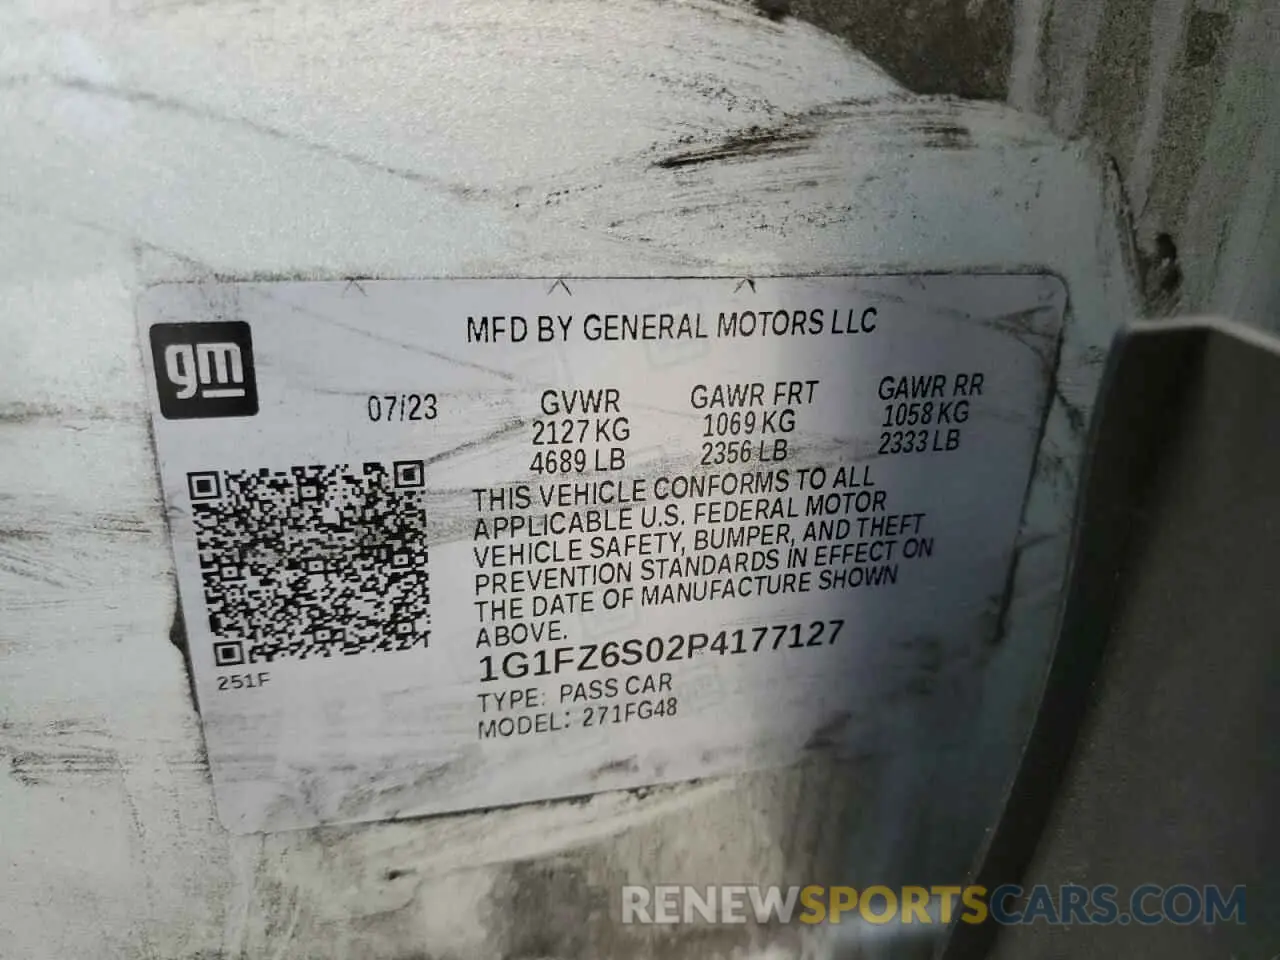 MFD BY GENERAL MOTORS LLC
gm
07/23
GVWR GAWR FRT GAWR RR
2127 KG 1069 KG 1058 KG
4689 LB 2356 LB 2333 LB
THIS VEHICLE CONFORMS TO ALL
APPLICABLE U.S. FEDERAL MOTOR
VEHICLE SAFETY, BUMPER, AND THEFT
PREVENTION STANDARDS IN EFFECT ON
THE DATE OF MANUFACTURE SHOWN
ABOVE.
1G1FZ6S02P4177127
251F
TYPE: PASS CAR
MODEL: 271FG48
RENEWSPORTSCARS.COM